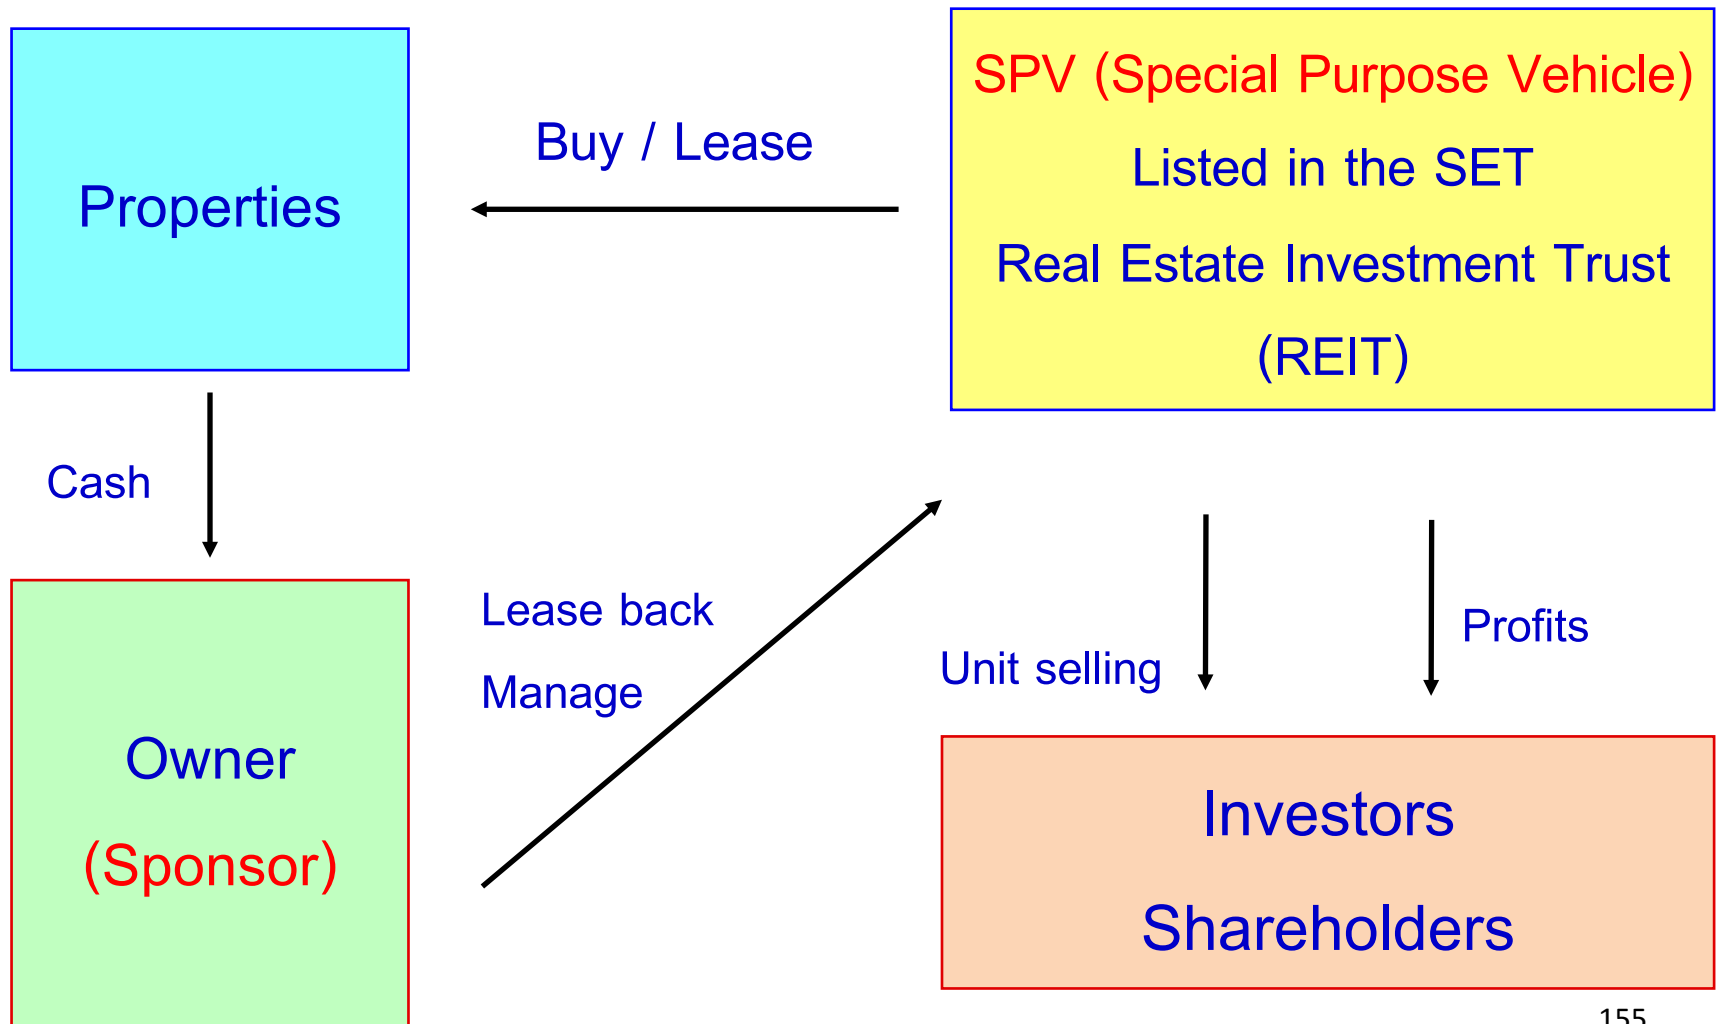 Properties
Buy / Lease
SPV (Special Purpose Vehicle)
Listed in the SET
Real Estate Investment Trust
(REIT)
Cash
Owner
(Sponsor)
Lease back
Manage
Unit selling
Profits
Investors
Shareholders
155